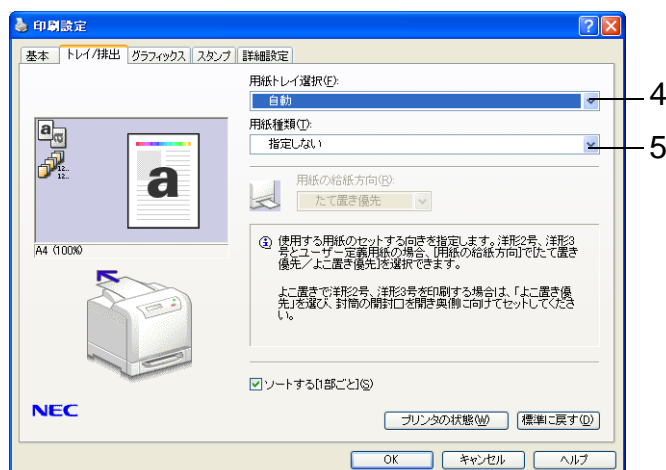 印刷設定
基本 トレイ/排出 グラフィックス スタンプ 詳細設定
用紙トレイ選択(F):
自動
4
用紙種類(T):
指定しない
5
用紙の給紙方向(R):
たて置き優先
a
A4 (100%)
使用する用紙のセットする向きを指定します。洋形2号、洋形3
号とユーザー定義用紙の場合、[用紙の給紙方向]で[たて置き
優先/よこ置き優先]を選択できます。
よこ置きで洋形2号、洋形3号を印刷する場合は、「よこ置き優
先」を選び、封筒の開封口を開き奥側に向けてセットしてくださ
い。
ソートする[1部ごと](S)
NEC
プリンタの状態(W) 標準に戻す(D)
OK キャンセル ヘルプ